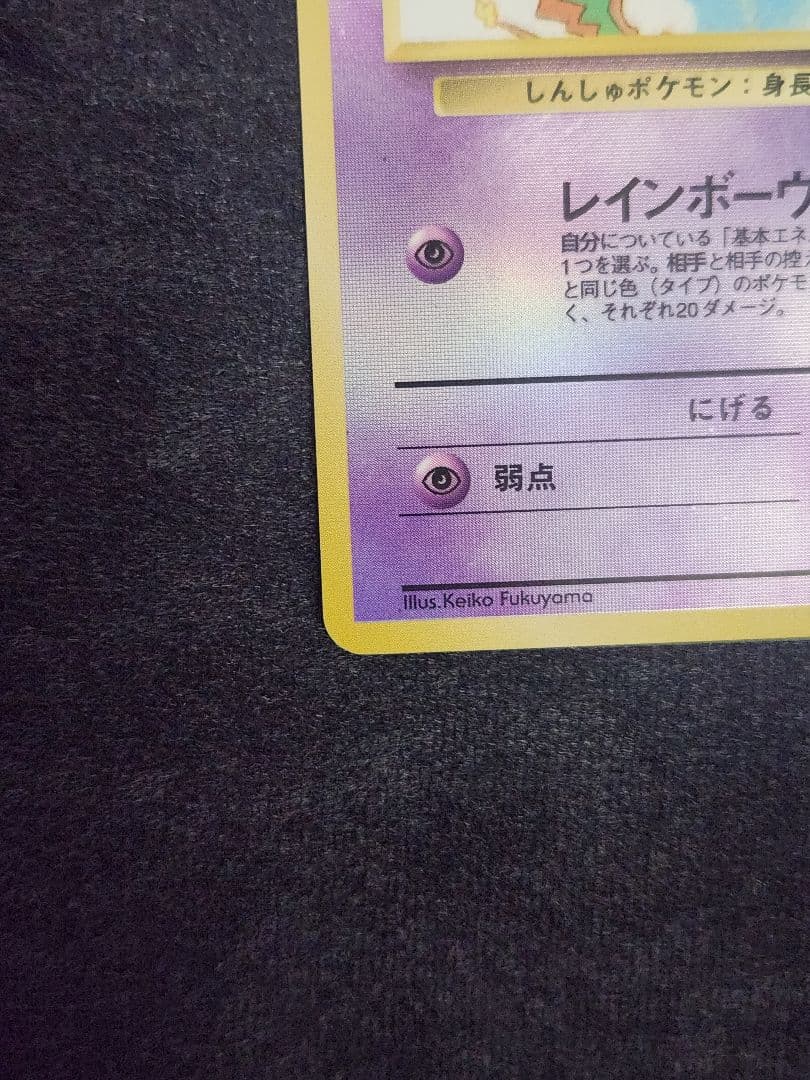 しんしゅポケモン：身長
レインボーウ
自分についている「基本エネ
1つを選ぶ。相手と相手の控え
と同じ色（タイプ）のポケモ
く、それぞれ20ダメージ。
にげる
弱点
Illus.Keiko Fukuyama